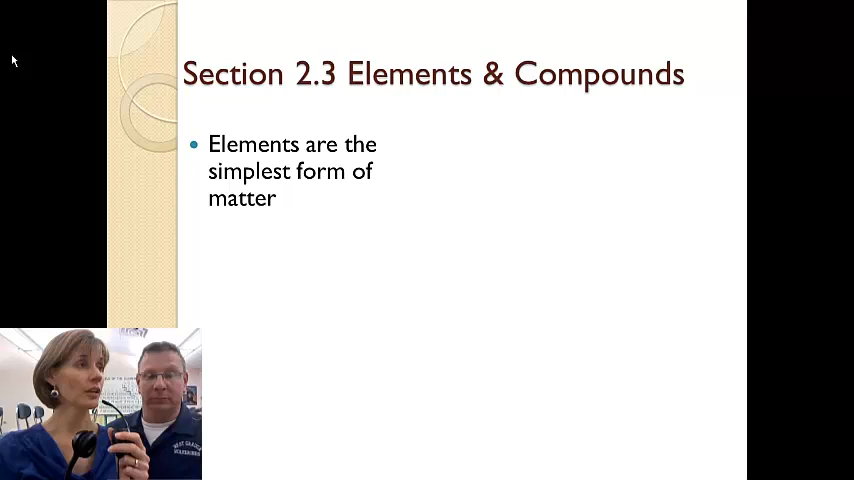 Section 2.3 Elements & Compounds
Elements are the
simplest form of
matter